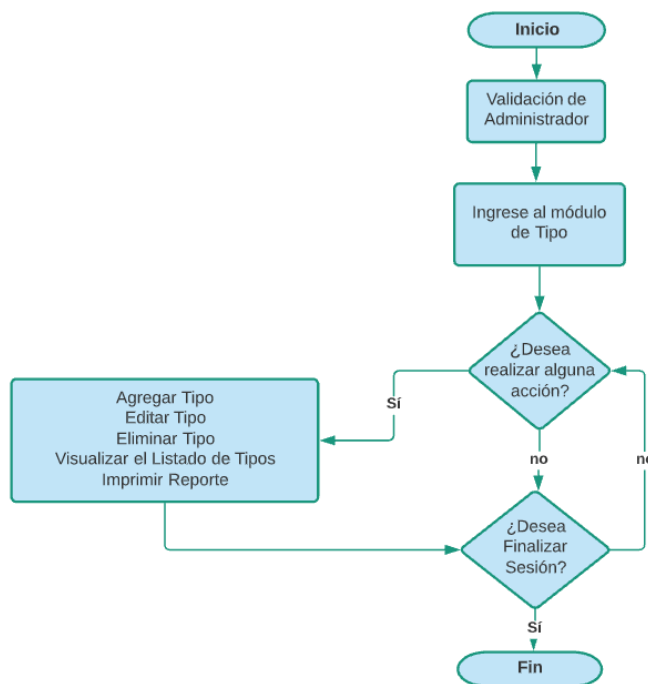 Inicio
Validación de
Administrador
Ingrese al módulo
de Tipo
¿Desea
realizar alguna
acción?
Sí
Agregar Tipo
Editar Tipo
Eliminar Tipo
Visualizar el Listado de Tipos
Imprimir Reporte
no
no
¿Desea
Finalizar
Sesión?
Sí
Fin